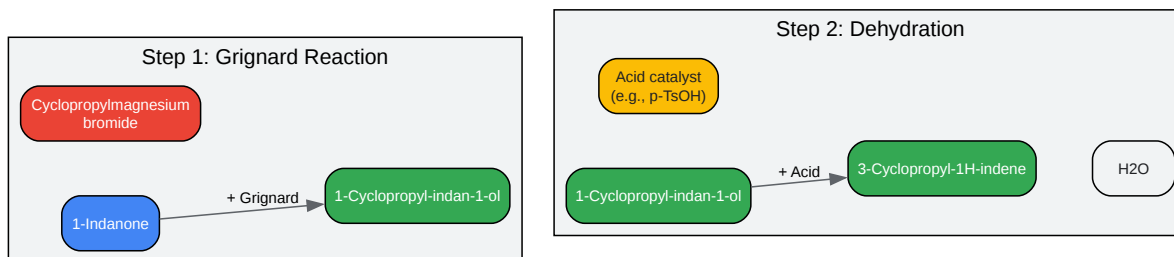 Step 1: Grignard Reaction
Cyclopropylmagnesium
bromide
1-Indanone
+ Grignard
1-Cyclopropyl-indan-1-ol
Step 2: Dehydration
Acid catalyst
(e.g., p-TsOH)
1-Cyclopropyl-indan-1-ol
+ Acid
3-Cyclopropyl-1H-indene
H2O